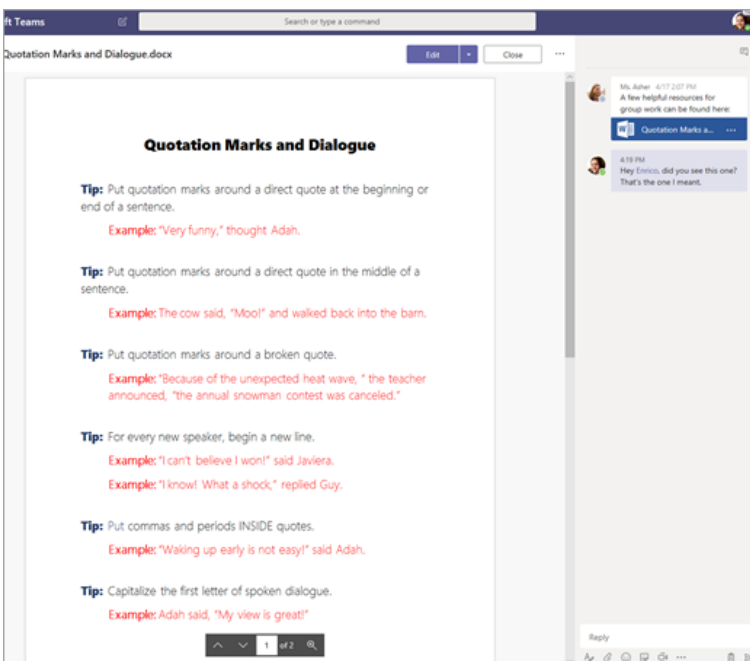 ft Teams
Search or type a command
Quotation Marks and Dialogue.docx
Edit
Close
Quotation Marks and Dialogue
Tip: Put quotation marks around a direct quote at the beginning or
end of a sentence.
Example: "Very funny," thought Adah.
Tip: Put quotation marks around a direct quote in the middle of a
sentence.
Example: The cow said, "Moo!" and walked back into the barn.
Tip: Put quotation marks around a broken quote.
Example: "Because of the unexpected heat wave, " the teacher
announced, "the annual snowman contest was canceled."
Tip: For every new speaker, begin a new line.
Example: "I can't believe I won!" said Javiera.
Example: "I know! What a shock," replied Guy.
Tip: Put commas and periods INSIDE quotes.
Example: "Waking up early is not easy!" said Adah.
Tip: Capitalize the first letter of spoken dialogue.
Example: Adah said, "My view is great!"
1 of 2
Ms. Asher 4/17 2:07 PM
A few helpful resources for
group work can be found here:
Quotation Marks a...
4:19 PM
Hey Enrico, did you see this one?
That's the one I meant.
Reply